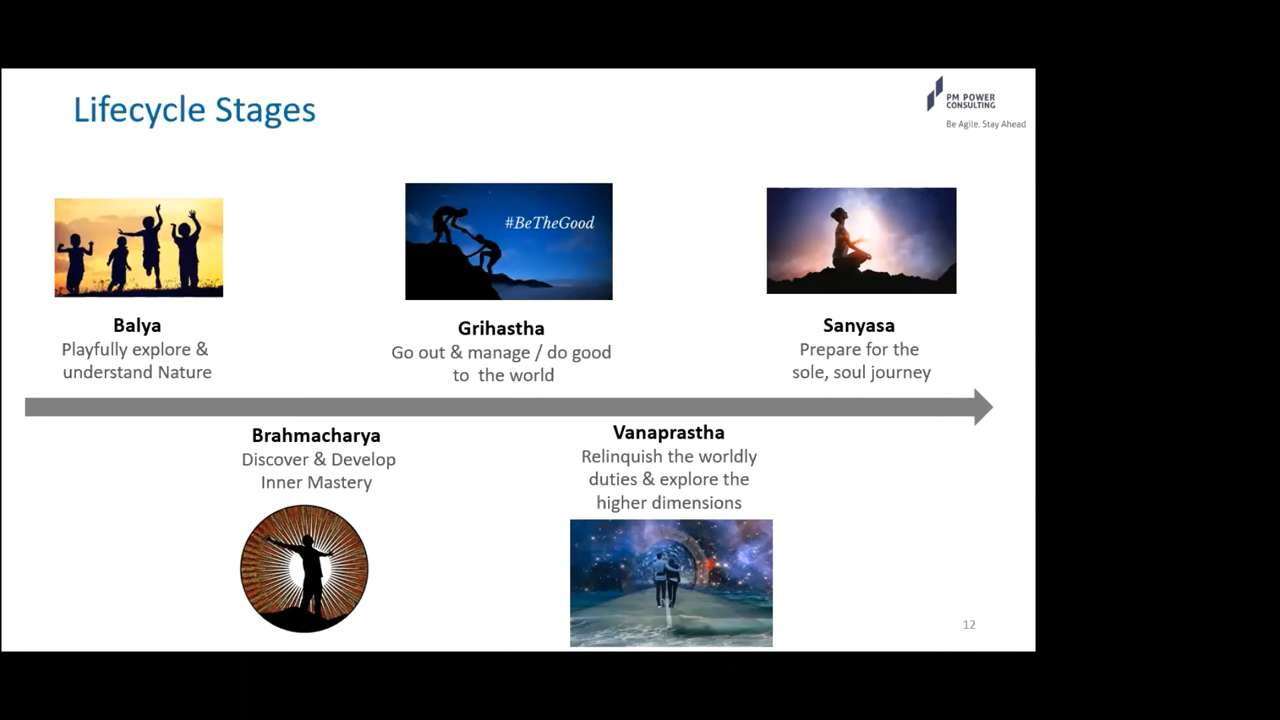 Lifecycle Stages
PM POWER
CONSULTING
Be Agile. Stay Ahead
#BeTheGood
Balya
Playfully explore &
understand Nature
Grihastha
Go out & manage / do good
to the world
Sanyasa
Prepare for the
sole, soul journey
Brahmacharya
Discover & Develop
Inner Mastery
Vanaprastha
Relinquish the worldly
duties & explore the
higher dimensions
12